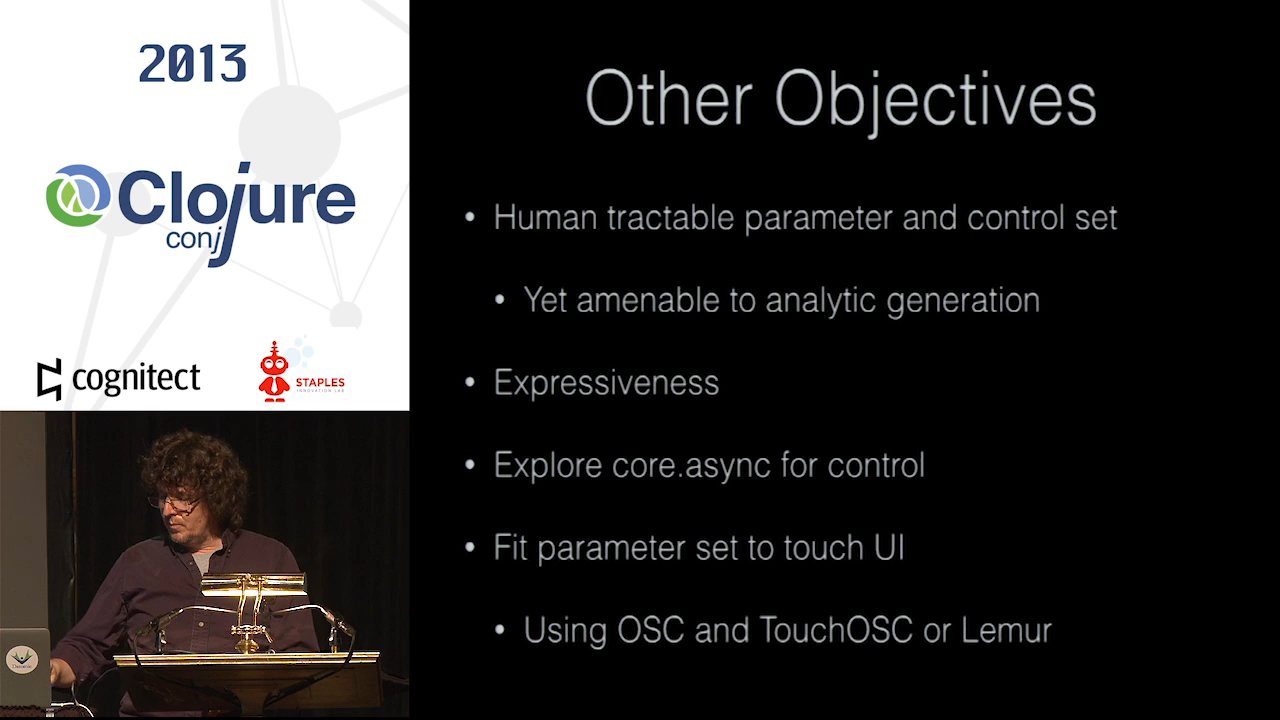 2013
Clojure
conj
cognitect
STAPLES
INNOVATION LAB
Other Objectives
• Human tractable parameter and control set
• Yet amenable to analytic generation
• Expressiveness
• Explore core.async for control
• Fit parameter set to touch UI
• Using OSC and TouchOSC or Lemur